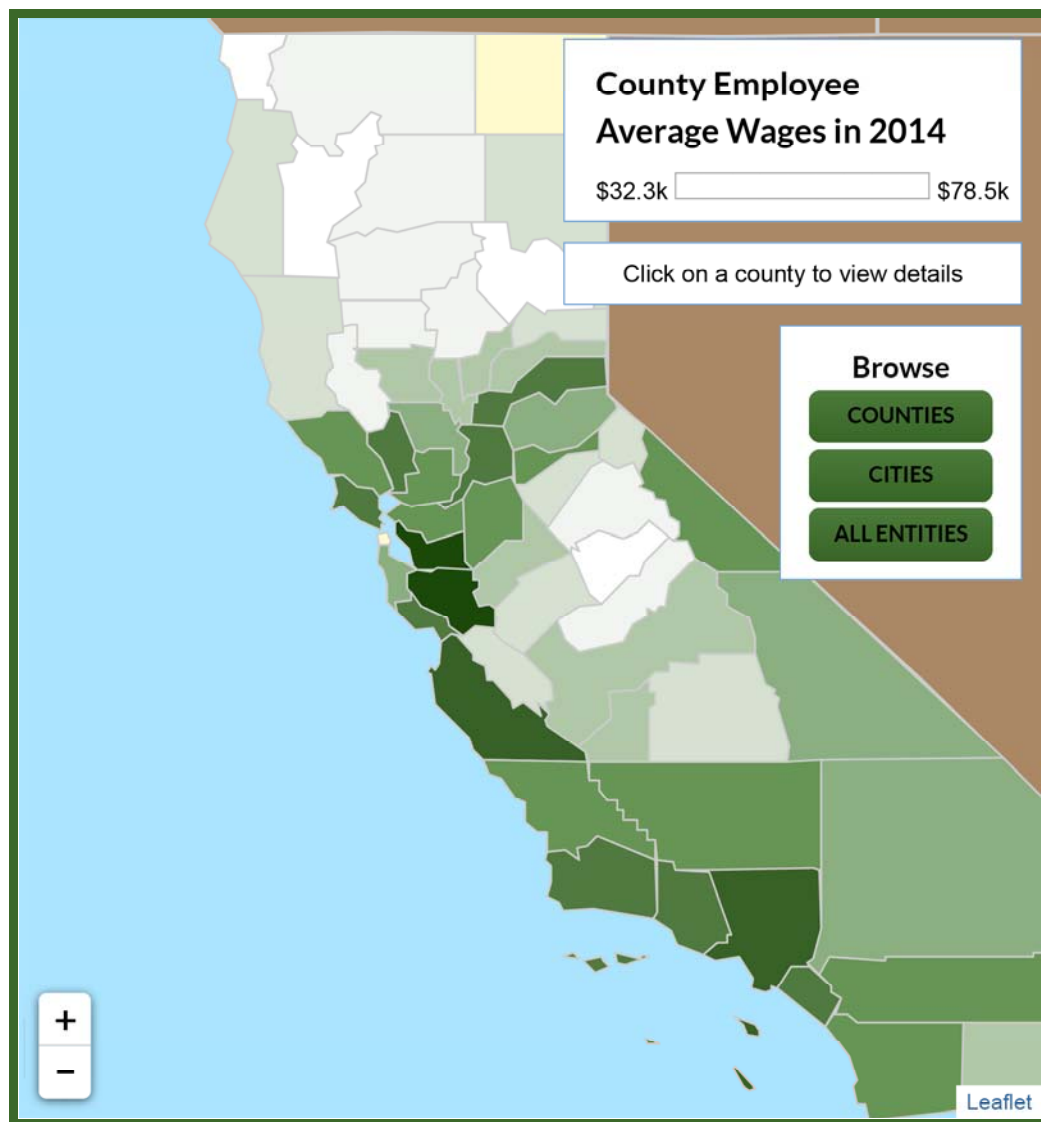 County Employee
Average Wages in 2014
$32.3k $78.5k
Click on a county to view details
Browse
COUNTIES
CITIES
ALL ENTITIES
+
−
Leaflet